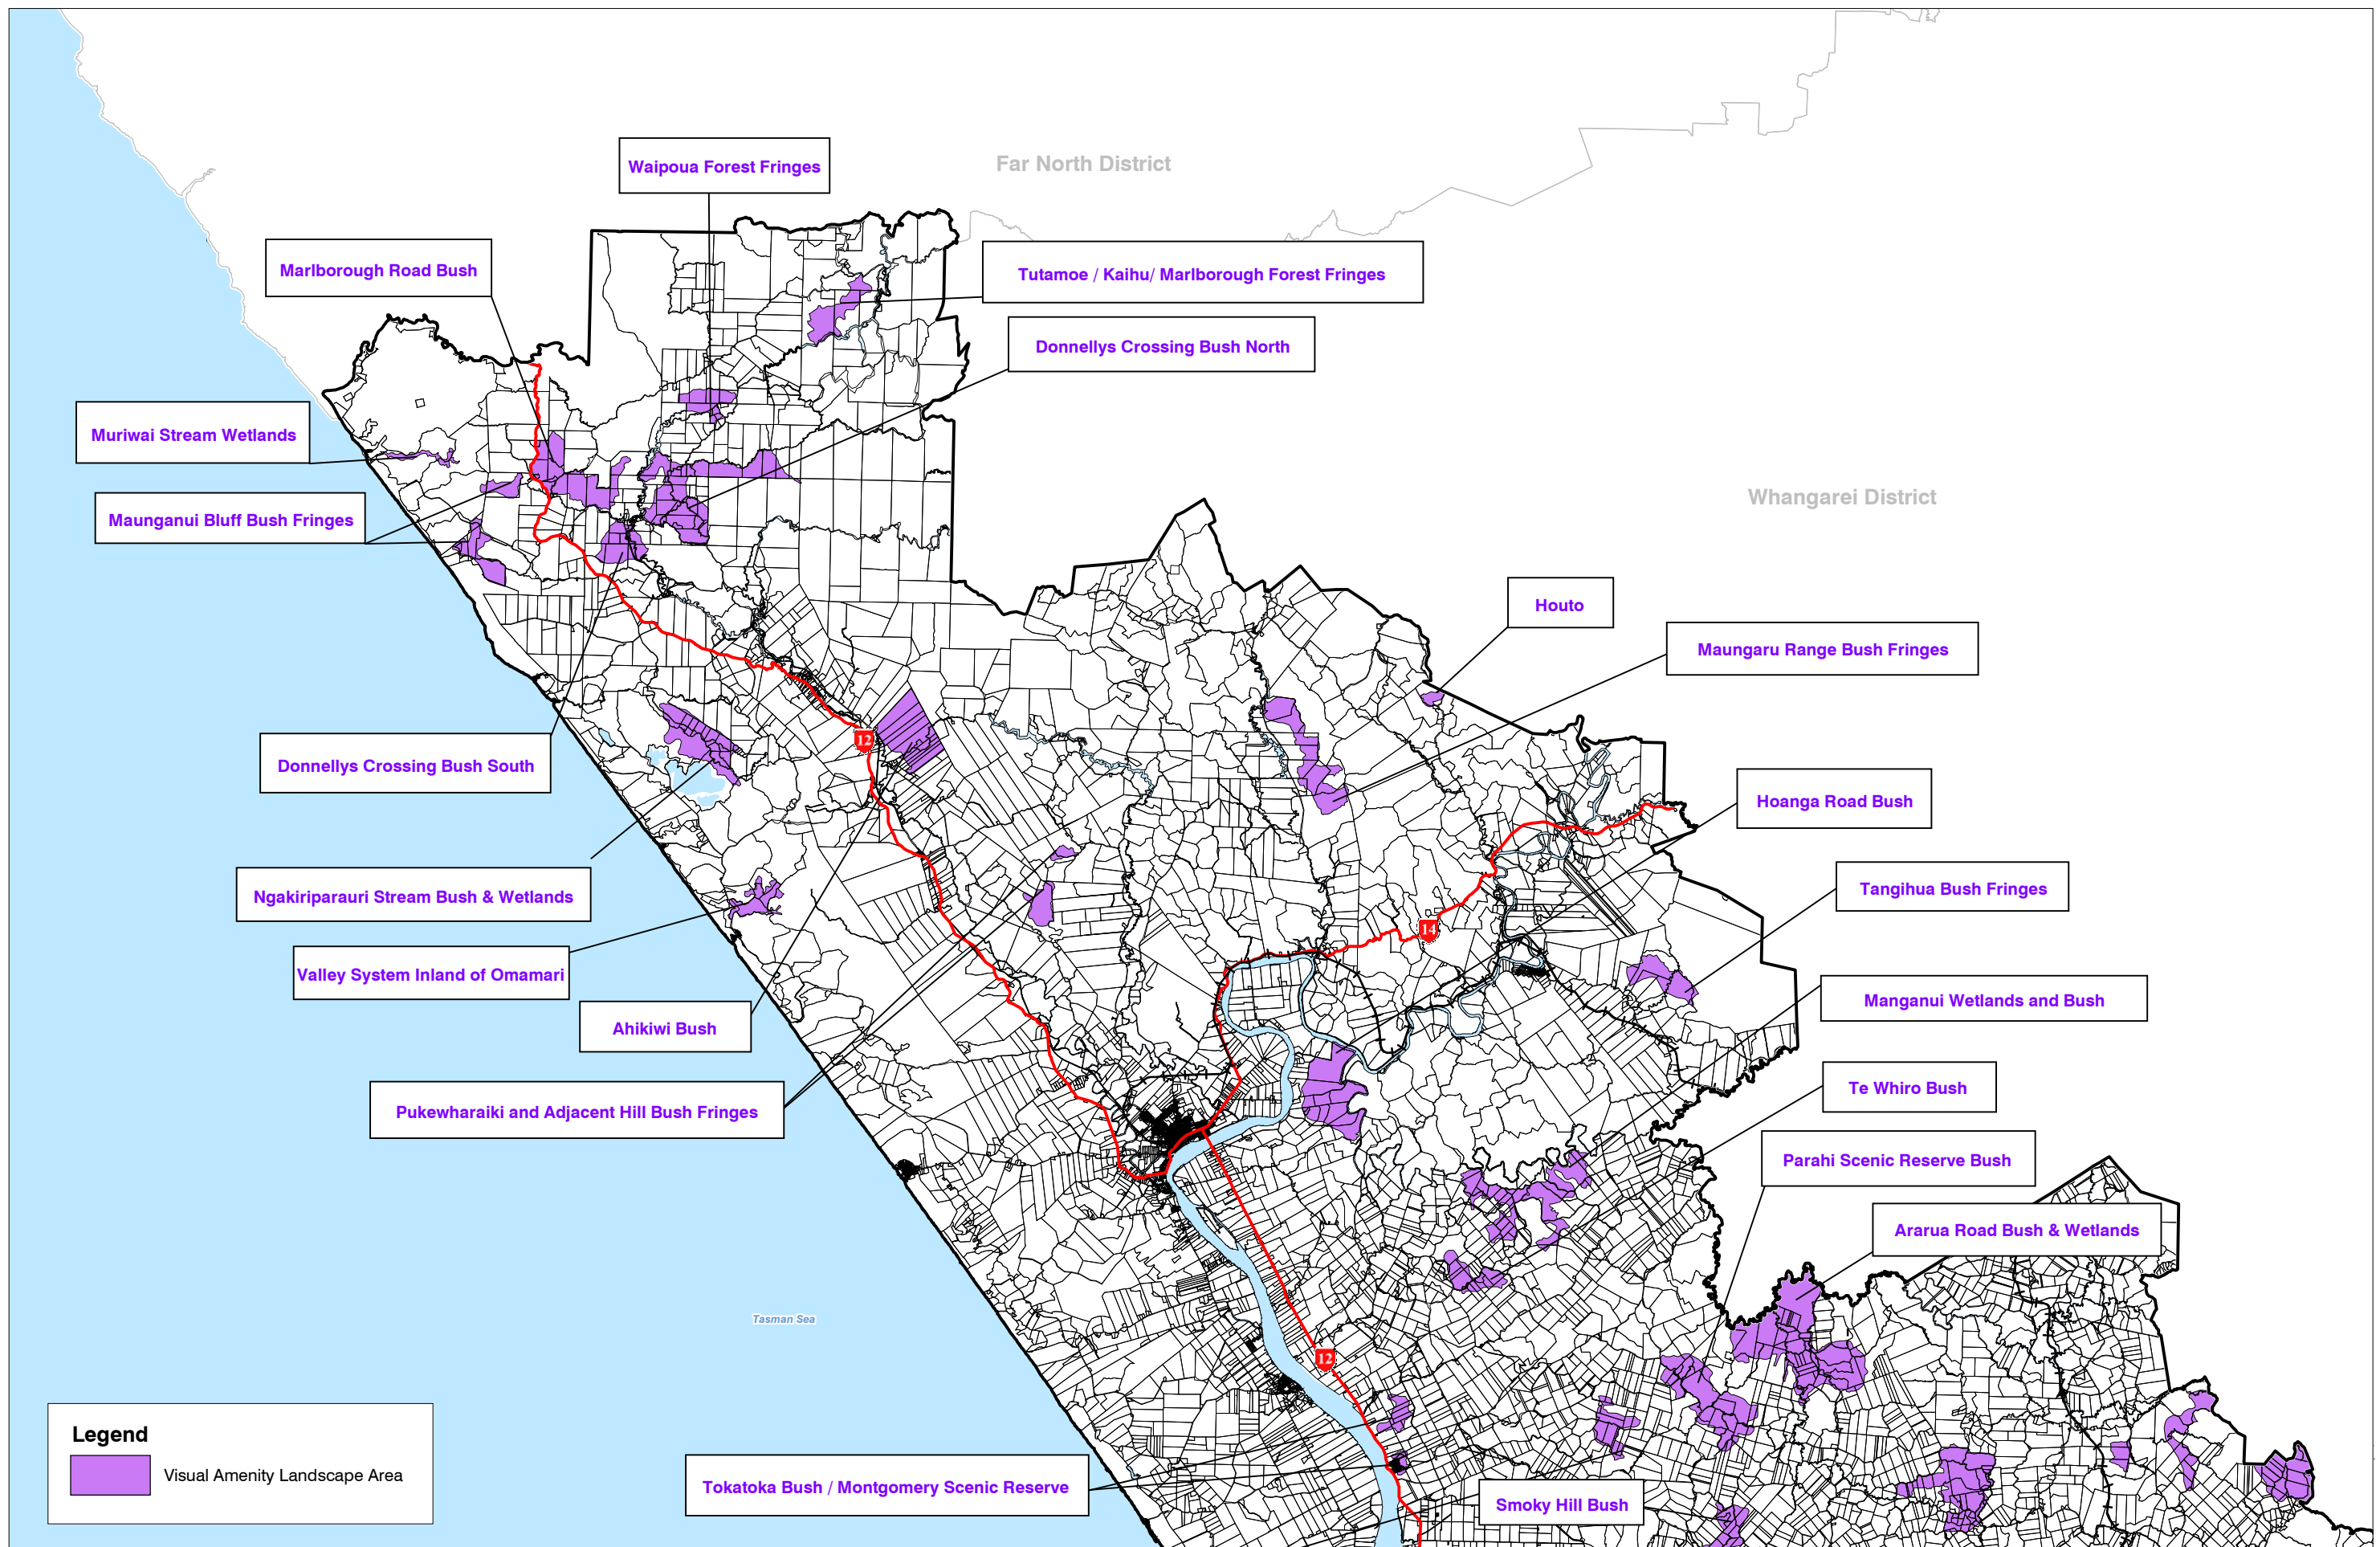 Waipoua Forest Fringes
Far North District
Marlborough Road Bush
Tutamoe / Kaihu/ Marlborough Forest Fringes
Donnellys Crossing Bush North
Muriwai Stream Wetlands
Whangarei District
Maunganui Bluff Bush Fringes
Houto
Maungaru Range Bush Fringes
12
Donnellys Crossing Bush South
Hoanga Road Bush
Tangihua Bush Fringes
Ngakiriparauri Stream Bush & Wetlands
14
Valley System Inland of Omamari
Manganui Wetlands and Bush
Ahikiwi Bush
Te Whiro Bush
Pukewharaiki and Adjacent Hill Bush Fringes
Parahi Scenic Reserve Bush
Ararua Road Bush & Wetlands
Tasman Sea
12
Legend
Visual Amenity Landscape Area
Tokatoka Bush / Montgomery Scenic Reserve
Smoky Hill Bush